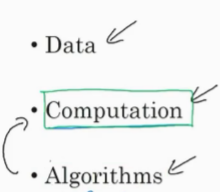 • Data
• Computation
• Algorithms